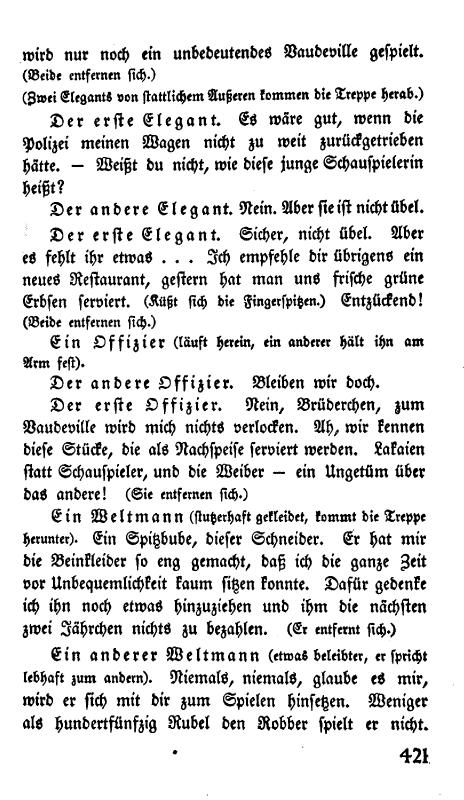 wird nur noch ein unbedeutendes Vaudeville gespielt.
(Beide entfernen sich.)
(Zwei Elegants von stattlichem Äußeren kommen die Treppe herab.)
Der erste Elegant. Es wäre gut, wenn die
Polizei meinen Wagen nicht zu weit zurückgetrieben
hätte. — Weißt du nicht, wie diese junge Schauspielerin
heißt?
Der andere Elegant. Nein. Aber sie ist nicht übel.
Der erste Elegant. Sicher, nicht übel. Aber
es fehlt ihr etwas . . . Ich empfehle dir übrigens ein
neues Restaurant, gestern hat man uns frische grüne
Erbsen serviert. (Küßt sich die Fingerspitzen.) Entzückend!
(Beide entfernen sich.)
Ein Offizier (läuft herein, ein anderer hält ihn am
Arm fest).
Der andere Offizier. Bleiben wir doch.
Der erste Offizier. Nein, Brüderchen, zum
Vaudeville wird mich nichts verlocken. Ah, wir kennen
diese Stücke, die als Nachspeise serviert werden. Lakaien
statt Schauspieler, und die Weiber — ein Ungetüm über
das andere! (Sie entfernen sich.)
Ein Weltmann (stutzerhaft gekleidet, kommt die Treppe
herunter). Ein Spitzbube, dieser Schneider. Er hat mir
die Beinkleider so eng gemacht, daß ich die ganze Zeit
vor Unbequemlichkeit kaum sitzen konnte. Dafür gedenke
ich ihn noch etwas hinzuziehen und ihm die nächsten
zwei Jährchen nichts zu bezahlen. (Er entfernt sich.)
Ein anderer Weltmann (etwas beleibter, er spricht
lebhaft zum andern). Niemals, niemals, glaube es mir,
wird er sich mit dir zum Spielen hinsetzen. Weniger
als hundertfünfzig Rubel den Robber spielt er nicht.
421